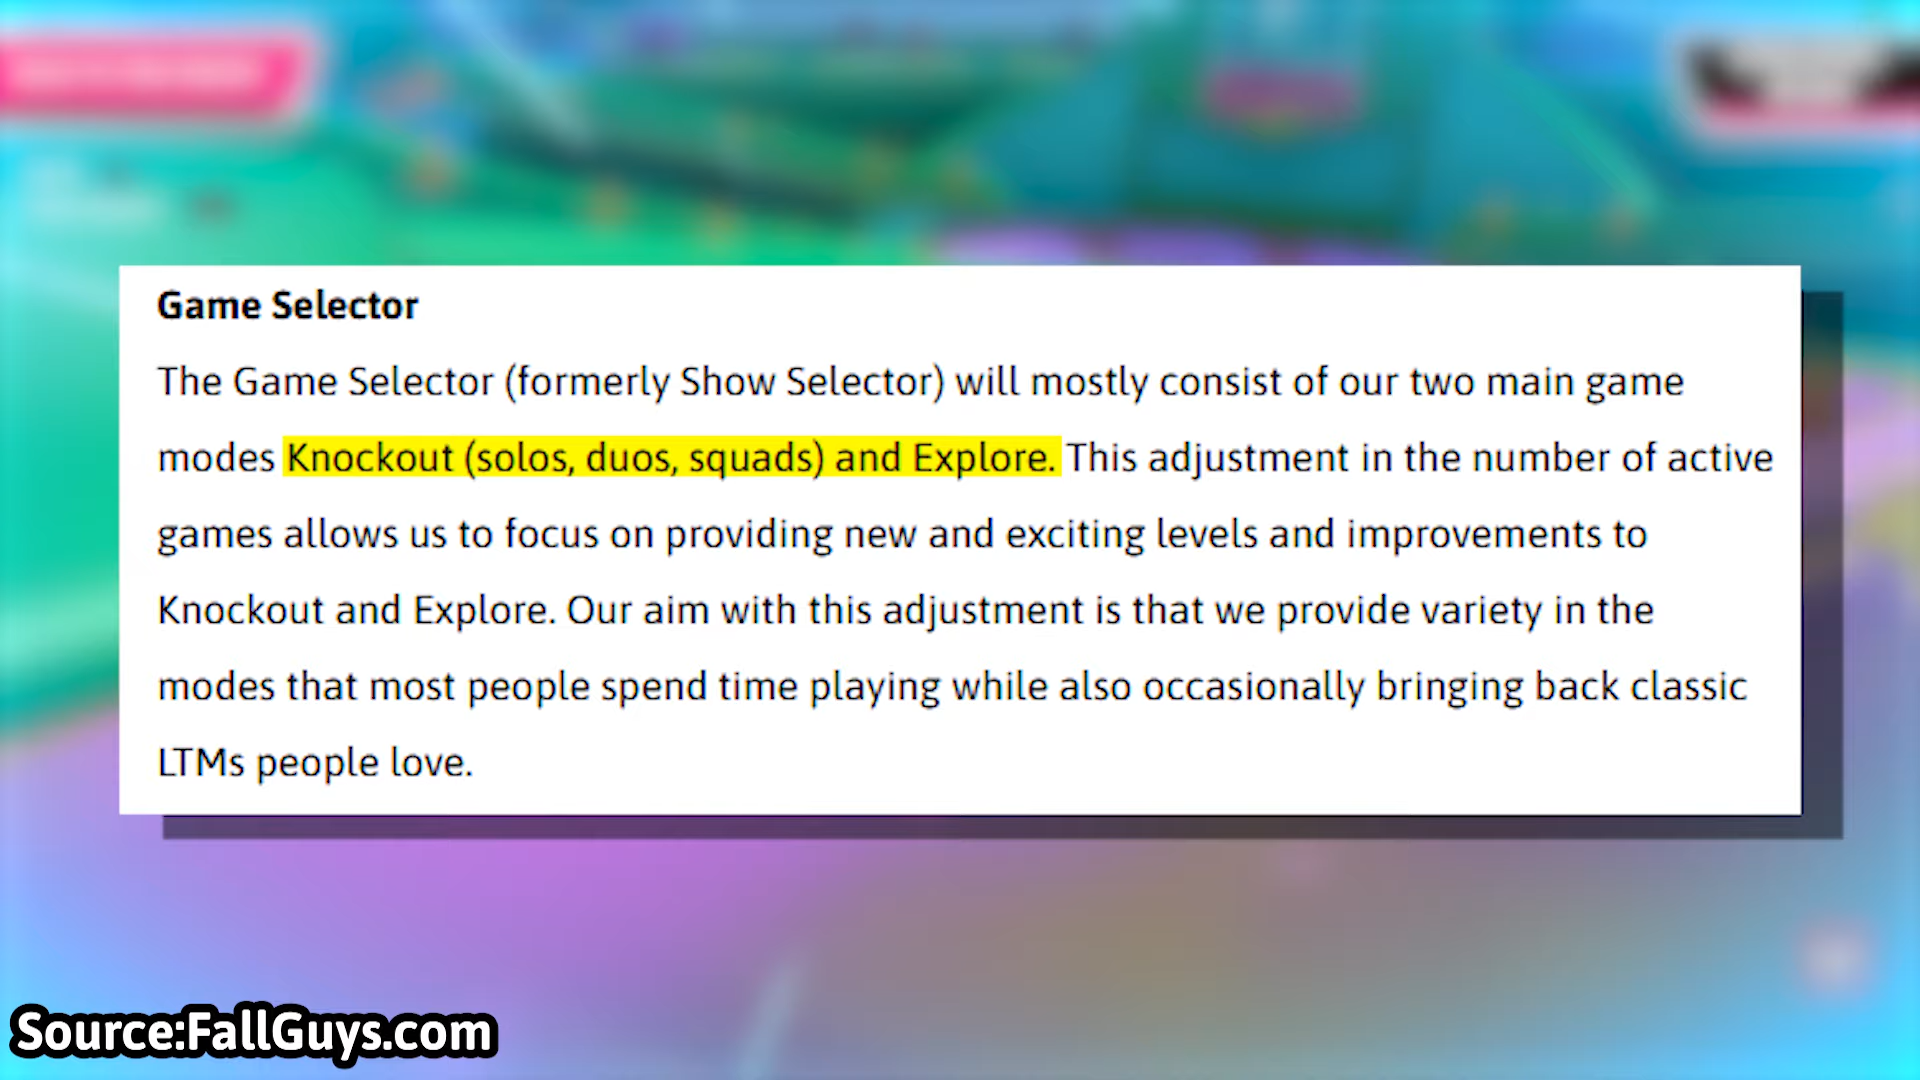 Game Selector
The Game Selector (formerly Show Selector) will mostly consist of our two main game
modes Knockout (solos, duos, squads) and Explore. This adjustment in the number of active
games allows us to focus on providing new and exciting levels and improvements to
Knockout and Explore. Our aim with this adjustment is that we provide variety in the
modes that most people spend time playing while also occasionally bringing back classic
LTMs people love.
Source:FallGuys.com